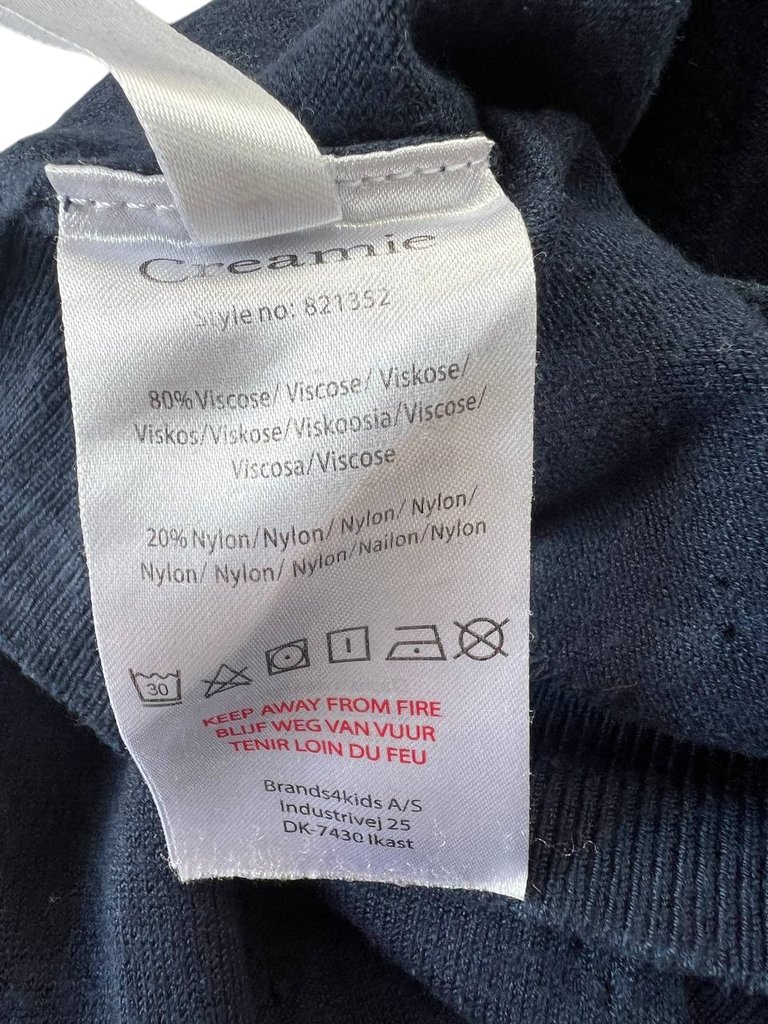 Creamie
Style no: 821352
80% Viscose/ Viscose/ Viskose/
Viskos/Viskose/Viskoosia/Viscose/
Viscosa/Viscose
20% Nylon/Nylon/ Nylon/ Nylon/
Nylon/ Nylon/ Nylon/Nailon/Nylon
30
KEEP AWAY FROM FIRE
BLIJF WEG VAN VUUR
TENIR LOIN DU FEU
Brands4kids A/S
Industrivej 25
DK-7430 Ikast